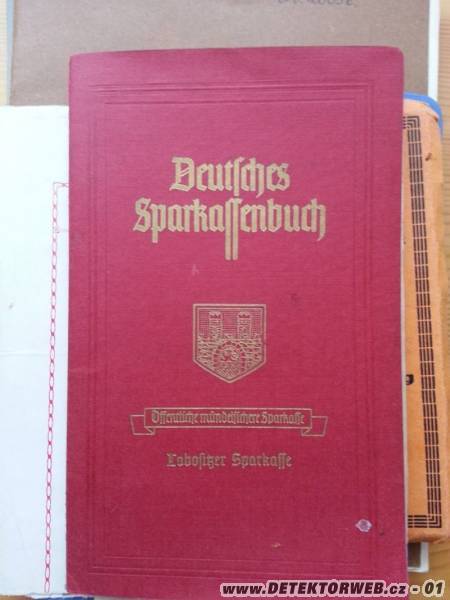 Deutſches
Sparkaſſenbuch
Öffentliche mündelſichere Sparkaſſe
Loboſitzer Sparkaſſe
www.DETEKTORWEB.cz - 01